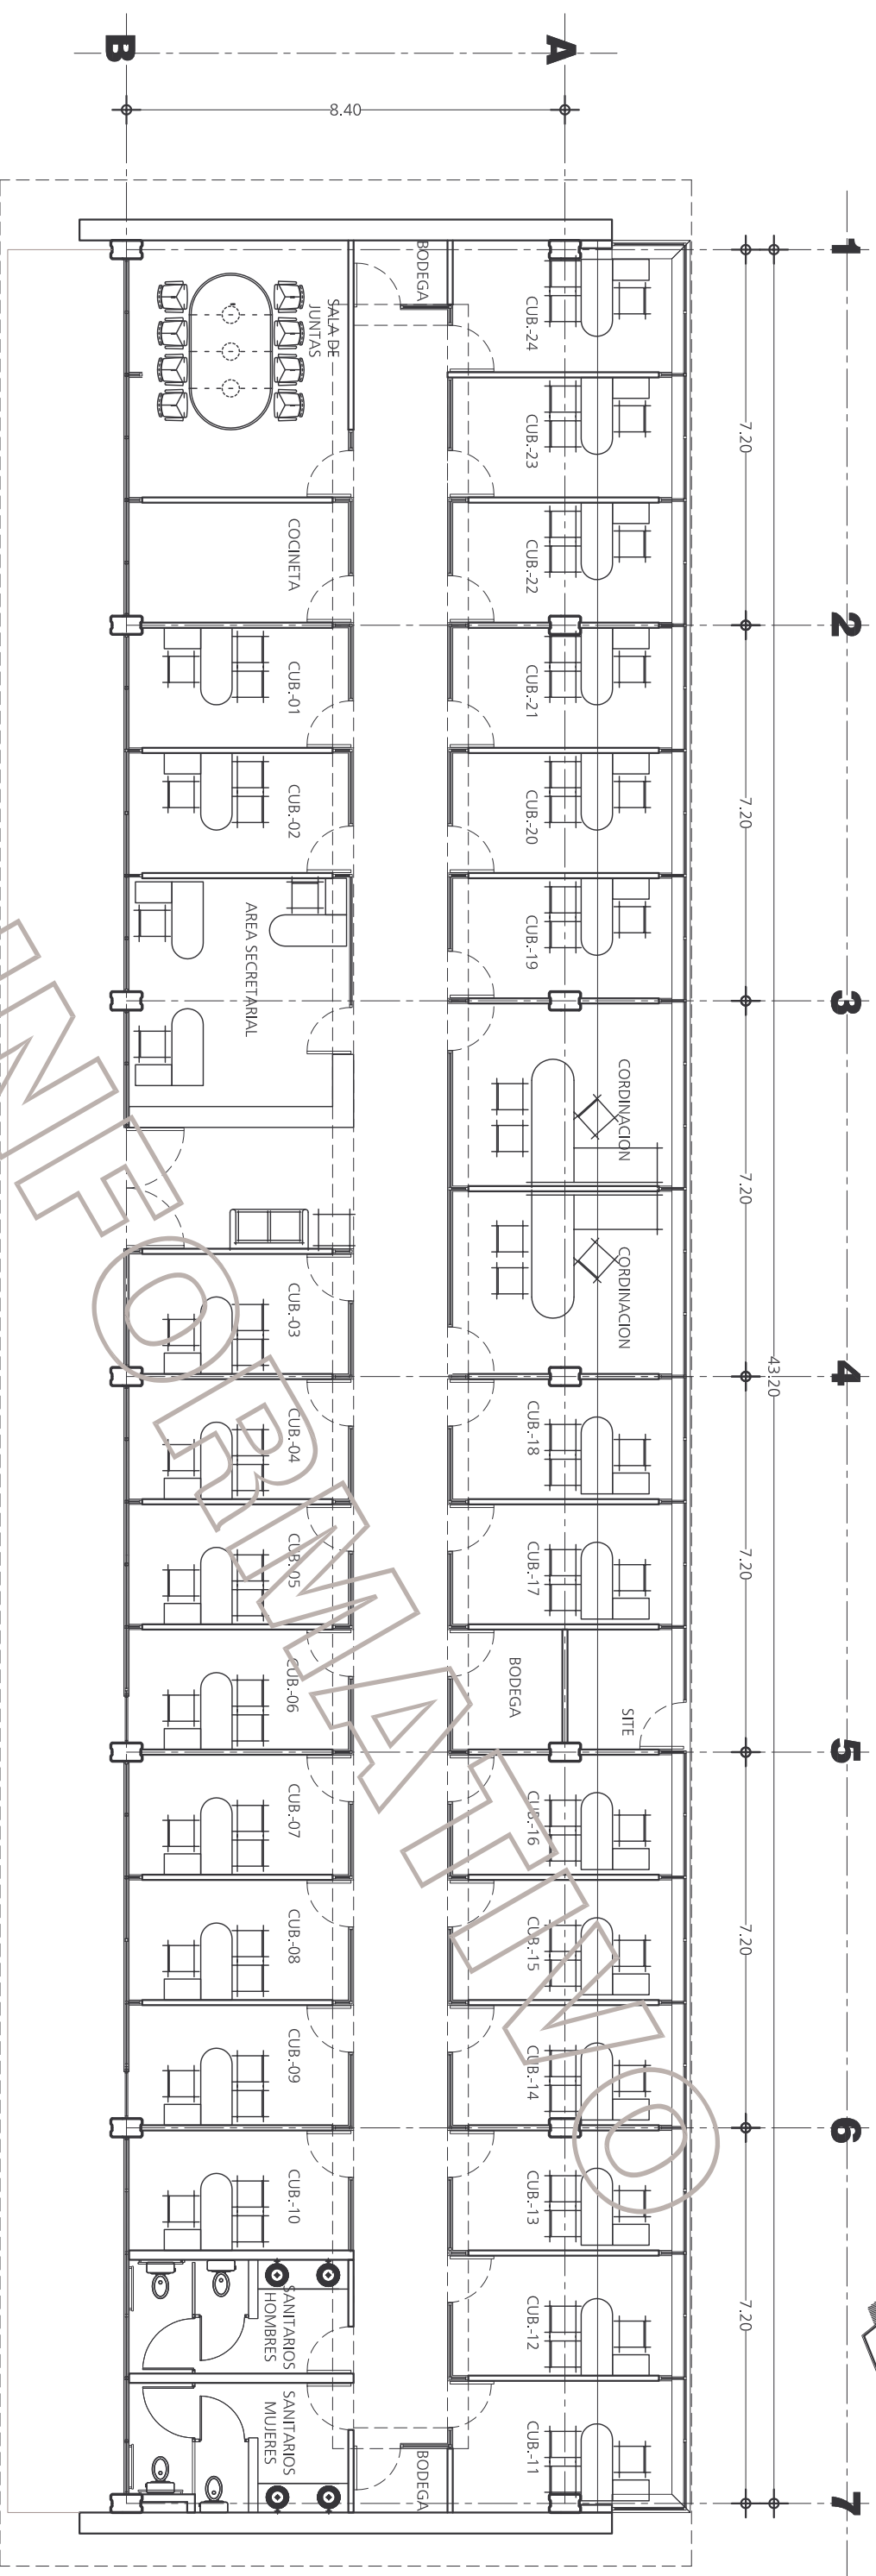 B
A
8.40
1
2
3
4
5
6
7
7.20
7.20
7.20
7.20
7.20
7.20
43.20
BODEGA
SALA DE
JUNTAS
COCINETA
CUB.-01
CUB.-02
AREA SECRETARIAL
CUB.-03
CUB.-04
CUB.-05
CUB.-06
CUB.-07
CUB.-08
CUB.-09
CUB.-10
SANITARIOS
HOMBRES
SANITARIOS
MUJERES
BODEGA
CUB.-24
CUB.-23
CUB.-22
CUB.-21
CUB.-20
CUB.-19
CORDINACION
CORDINACION
CUB.-18
CUB.-17
BODEGA
SITE
CUB.-16
CUB.-15
CUB.-14
CUB.-13
CUB.-12
CUB.-11
INFORMATIVO